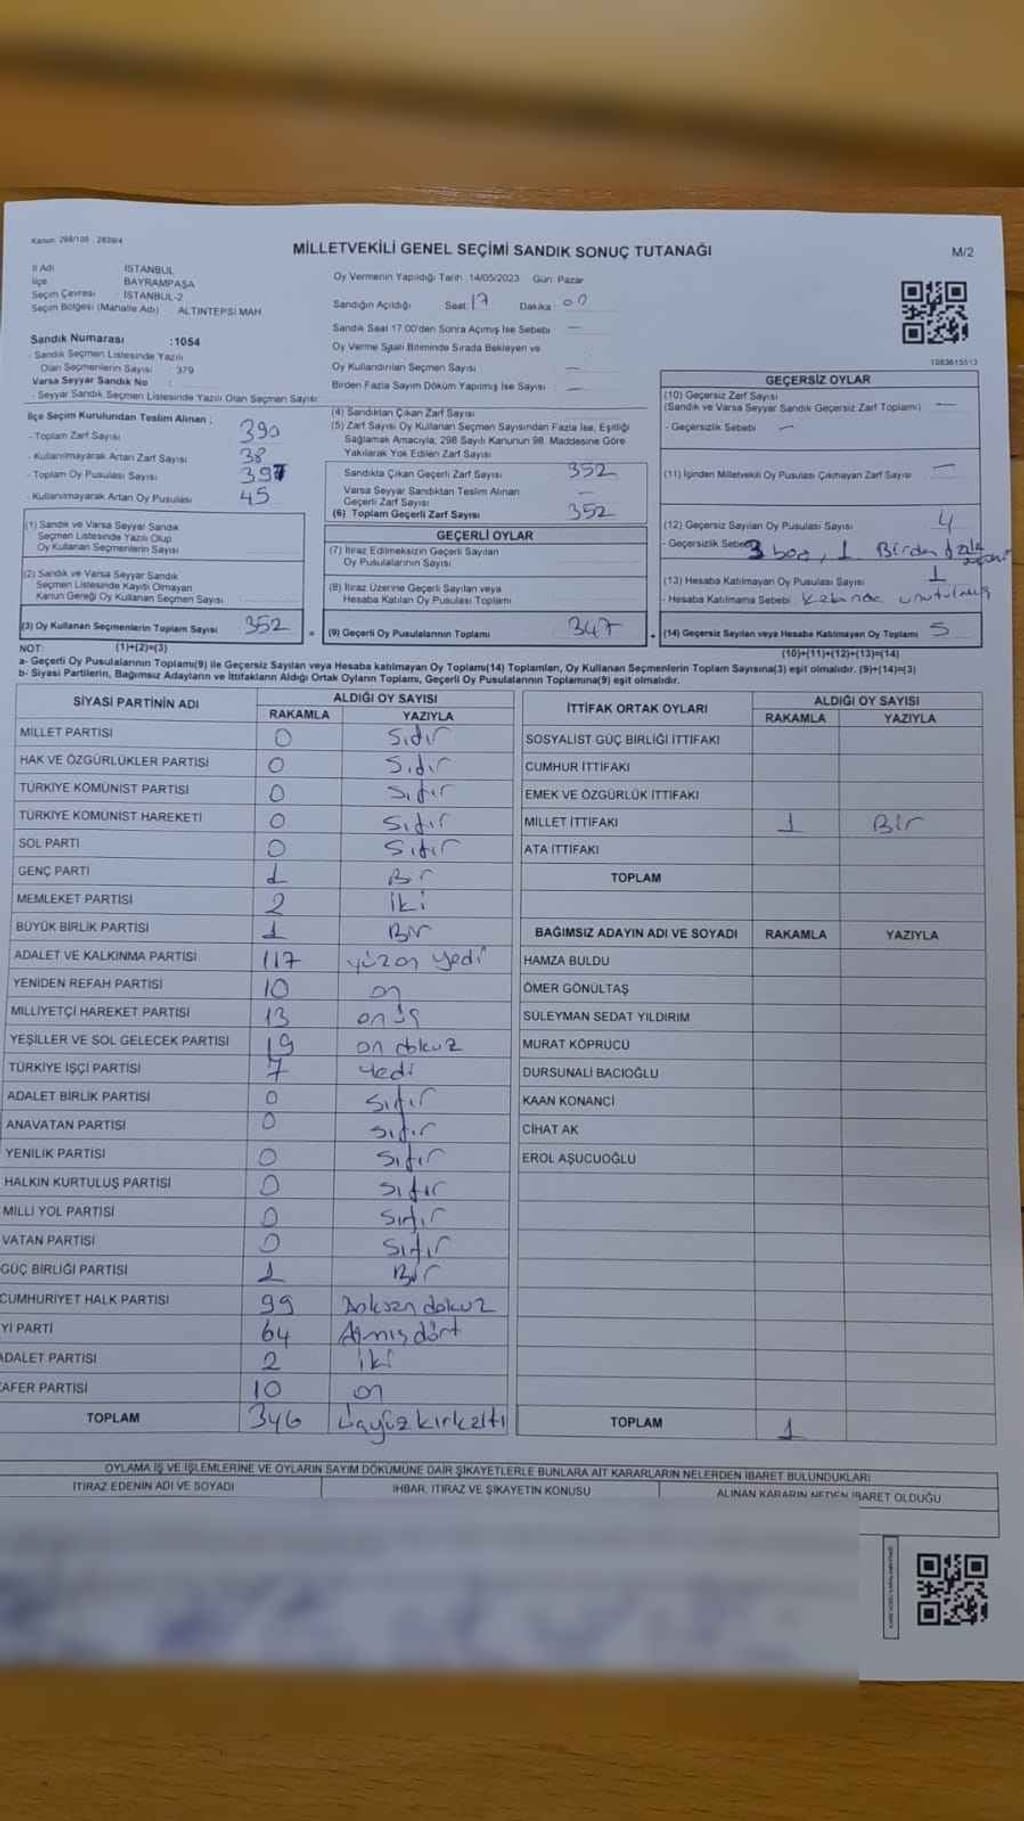 Kanun: 298/105 , 2839/4
MİLLETVEKİLİ GENEL SEÇİMİ SANDIK SONUÇ TUTANAĞI
M/2
İl Adı İSTANBUL
İlçe BAYRAMPAŞA
Seçim Çevresi İSTANBUL-2
Seçim Bölgesi (Mahalle Adı) ALTINTEPSİ MAH
Sandık Numarası :1054
- Sandık Seçmen Listesinde Yazılı
Olan Seçmenlerin Sayısı : 379
Varsa Seyyar Sandık No :
- Seyyar Sandık Seçmen Listesinde Yazılı Olan Seçmen Sayısı
Oy Vermenin Yapıldığı Tarih :14/05/2023 Gün: Pazar
Sandığın Açıldığı Saat: 17 Dakika : 00
Sandık Saat 17.00'den Sonra Açılmış İse Sebebi —
Oy Verme Saati Bitiminde Sırada Bekleyen ve
Oy Kullandırılan Seçmen Sayısı —
Birden Fazla Sayım Döküm Yapılmış İse Sayısı —
1083615513
İlçe Seçim Kurulundan Teslim Alınan :
- Toplam Zarf Sayısı 390
- Kullanılmayarak Artan Zarf Sayısı 38
- Toplam Oy Pusulası Sayısı 397
- Kullanılmayarak Artan Oy Pusulası 45
(1) Sandık ve Varsa Seyyar Sandık
Seçmen Listesinde Yazılı Olup
Oy Kullanan Seçmenlerin Sayısı
(2) Sandık ve Varsa Seyyar Sandık
Seçmen Listesinde Kaydı Olmayan
Kanun Gereği Oy Kullanan Seçmen Sayısı
(3) Oy Kullanan Seçmenlerin Toplam Sayısı 352
(4) Sandıktan Çıkan Zarf Sayısı
(5) Zarf Sayısı Oy Kullanan Seçmen Sayısından Fazla İse, Eşitliği
Sağlamak Amacıyla; 298 Sayılı Kanunun 98. Maddesine Göre
Yakılarak Yok Edilen Zarf Sayısı
Sandıkta Çıkan Geçerli Zarf Sayısı 352
Varsa Seyyar Sandıktan Teslim Alınan
Geçerli Zarf Sayısı —
(6) Toplam Geçerli Zarf Sayısı 352
GEÇERLİ OYLAR
(7) İtiraz Edilmeksizin Geçerli Sayılan
Oy Pusulalarının Sayısı
(8) İtiraz Üzerine Geçerli Sayılan veya
Hesaba Katılan Oy Pusulası Toplamı
= (9) Geçerli Oy Pusulalarının Toplamı 347
GEÇERSİZ OYLAR
(10) Geçersiz Zarf Sayısı
(Sandık ve Varsa Seyyar Sandık Geçersiz Zarf Toplamı) —
- Geçersizlik Sebebi —
(11) İçinden Milletvekili Oy Pusulası Çıkmayan Zarf Sayısı —
(12) Geçersiz Sayılan Oy Pusulası Sayısı 4
- Geçersizlik Sebebi 3 boş, 1 Birden fazla
(13) Hesaba Katılmayan Oy Pusulası Sayısı 1
- Hesaba Katılmama Sebebi Kabinde unutulmuş
+ (14) Geçersiz Sayılan veya Hesaba Katılmayan Oy Toplamı 5
NOT: (1)+(2)=(3)
(10)+(11)+(12)+(13)=(14)
a- Geçerli Oy Pusulalarının Toplamı(9) ile Geçersiz Sayılan veya Hesaba katılmayan Oy Toplamı(14) Toplamları, Oy Kullanan Seçmenlerin Toplam Sayısına(3) eşit olmalıdır. (9)+(14)=(3)
b- Siyasi Partilerin, Bağımsız Adayların ve İttifakların Aldığı Ortak Oyların Toplamı, Geçerli Oy Pusulalarının Toplamına(9) eşit olmalıdır.
SİYASİ PARTİNİN ADI ALDIĞI OY SAYISI
RAKAMLA YAZIYLA
MİLLET PARTİSİ 0 Sıfır
HAK VE ÖZGÜRLÜKLER PARTİSİ 0 Sıfır
TÜRKİYE KOMÜNİST PARTİSİ 0 Sıfır
TÜRKİYE KOMÜNİST HAREKETİ 0 Sıfır
SOL PARTİ 0 Sıfır
GENÇ PARTİ 1 Bir
MEMLEKET PARTİSİ 2 İki
BÜYÜK BİRLİK PARTİSİ 1 Bir
ADALET VE KALKINMA PARTİSİ 117 yüzon yedi
YENİDEN REFAH PARTİSİ 10 on
MİLLİYETÇİ HAREKET PARTİSİ 13 onüç
YEŞİLLER VE SOL GELECEK PARTİSİ 19 on dokuz
TÜRKİYE İŞÇİ PARTİSİ 7 Yedi
ADALET BİRLİK PARTİSİ 0 Sıfır
ANAVATAN PARTİSİ 0 Sıfır
YENİLİK PARTİSİ 0 Sıfır
HALKIN KURTULUŞ PARTİSİ 0 Sıfır
MİLLİ YOL PARTİSİ 0 Sıfır
VATAN PARTİSİ 0 Sıfır
GÜÇ BİRLİĞİ PARTİSİ 1 Bir
CUMHURİYET HALK PARTİSİ 99 Doksan dokuz
Yİ PARTİ 64 Atmış dört
ADALET PARTİSİ 2 iki
AFER PARTİSİ 10 on
TOPLAM 346 Üçyüzkırkaltı
İTTİFAK ORTAK OYLARI ALDIĞI OY SAYISI
RAKAMLA YAZIYLA
SOSYALİST GÜÇ BİRLİĞİ İTTİFAKI
CUMHUR İTTİFAKI
EMEK VE ÖZGÜRLÜK İTTİFAKI
MİLLET İTTİFAKI 1 Bir
ATA İTTİFAKI
TOPLAM
BAĞIMSIZ ADAYIN ADI VE SOYADI RAKAMLA YAZIYLA
HAMZA BULDU
ÖMER GÖNÜLTAŞ
SÜLEYMAN SEDAT YILDIRIM
MURAT KÖPRÜCÜ
DURSUNALİ BACIOĞLU
KAAN KONANCİ
CİHAT AK
EROL AŞUCUOĞLU
TOPLAM 1
OYLAMA İŞ VE İŞLEMLERİNE VE OYLARIN SAYIM DÖKÜMÜNE DAİR ŞİKAYETLERLE BUNLARA AİT KARARLARIN NELERDEN İBARET BULUNDUKLARI
İTİRAZ EDENİN ADI VE SOYADI İHBAR, İTİRAZ VE ŞİKAYETİN KONUSU ALINAN KARARIN NEDEN İBARET OLDUĞU